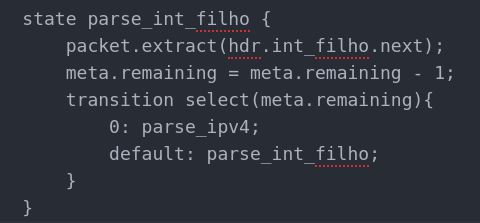 state parse_int_filho {
packet.extract(hdr.int_filho.next);
meta.remaining = meta.remaining - 1;
transition select(meta.remaining){
0: parse_ipv4;
default: parse_int_filho;
}
}